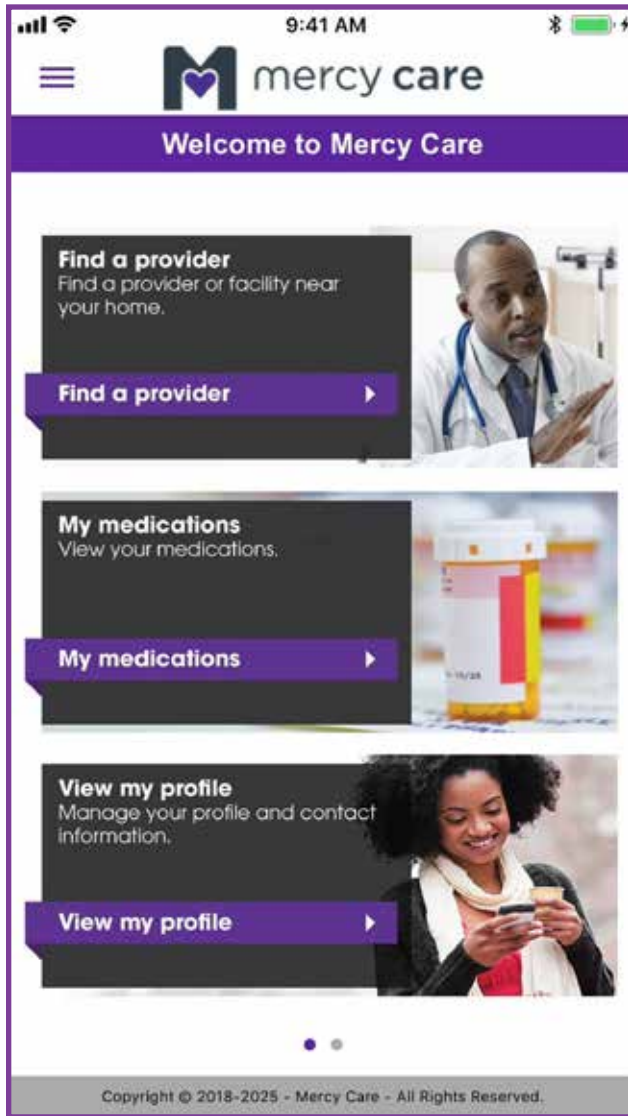 9:41 AM
mercy care
Welcome to Mercy Care
Find a provider
Find a provider or facility near
your home.
Find a provider
My medications
View your medications.
My medications
View my profile
Manage your profile and contact
information.
View my profile
Copyright © 2018-2025 - Mercy Care - All Rights Reserved.